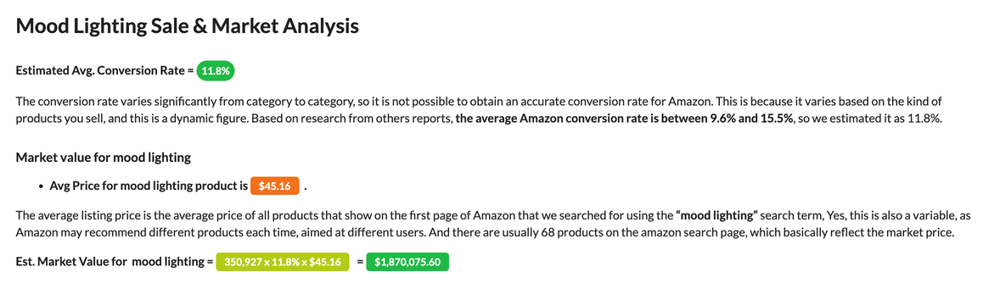 Mood Lighting Sale & Market Analysis
Estimated Avg. Conversion Rate = 11.8%
The conversion rate varies significantly from category to category, so it is not possible to obtain an accurate conversion rate for Amazon. This is because it varies based on the kind of
products you sell, and this is a dynamic figure. Based on research from others reports, the average Amazon conversion rate is between 9.6% and 15.5%, so we estimated it as 11.8%.
Market value for mood lighting
• Avg Price for mood lighting product is $45.16 .
The average listing price is the average price of all products that show on the first page of Amazon that we searched for using the “mood lighting” search term, Yes, this is also a variable, as
Amazon may recommend different products each time, aimed at different users. And there are usually 68 products on the amazon search page, which basically reflect the market price.
Est. Market Value for mood lighting = 350,927 x 11.8% x $45.16 = $1,870,075.60